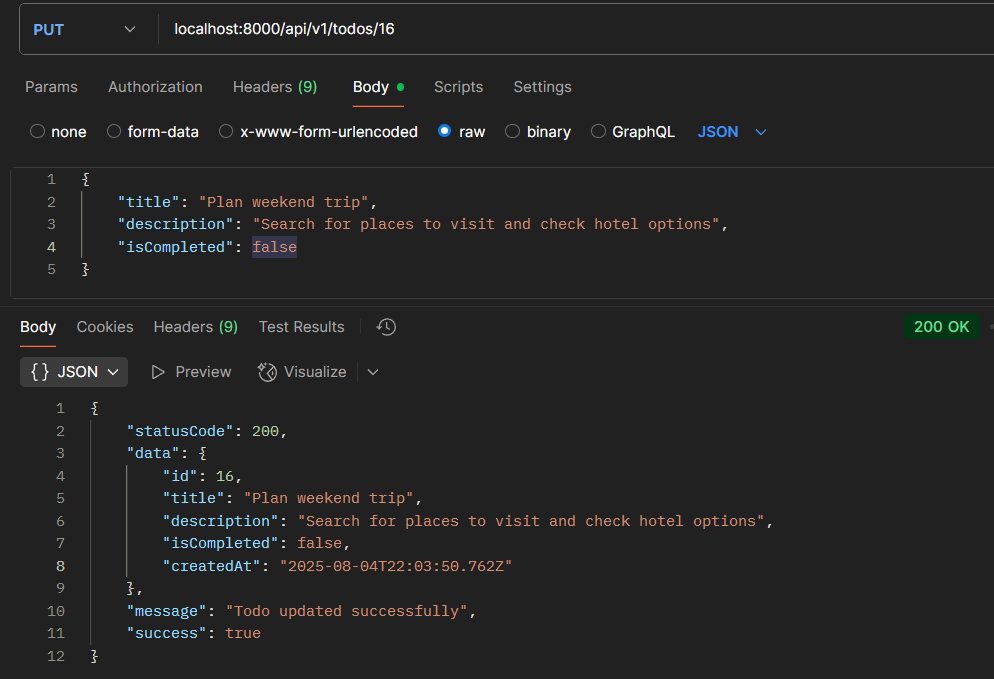 PUT localhost:8000/api/v1/todos/16
Params Authorization Headers (9) Body Scripts Settings
none form-data x-www-form-urlencoded raw binary GraphQL JSON
1 {
2 "title": "Plan weekend trip",
3 "description": "Search for places to visit and check hotel options",
4 "isCompleted": false
5 }
Body Cookies Headers (9) Test Results 200 OK
{} JSON Preview Visualize
1 {
2 "statusCode": 200,
3 "data": {
4 "id": 16,
5 "title": "Plan weekend trip",
6 "description": "Search for places to visit and check hotel options",
7 "isCompleted": false,
8 "createdAt": "2025-08-04T22:03:50.762Z"
9 },
10 "message": "Todo updated successfully",
11 "success": true
12 }